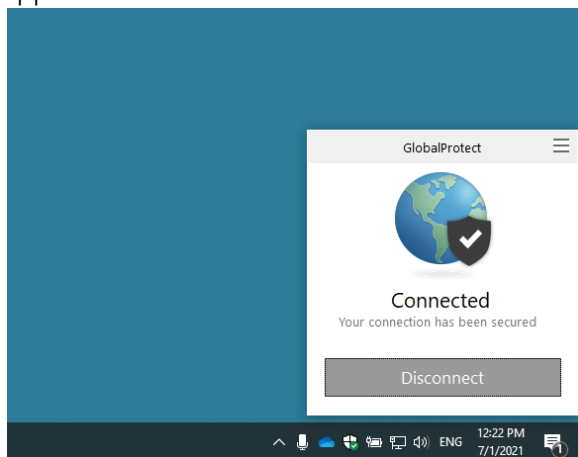 GlobalProtect
Connected
Your connection has been secured
Disconnect
ENG
12:22 PM
7/1/2021
1